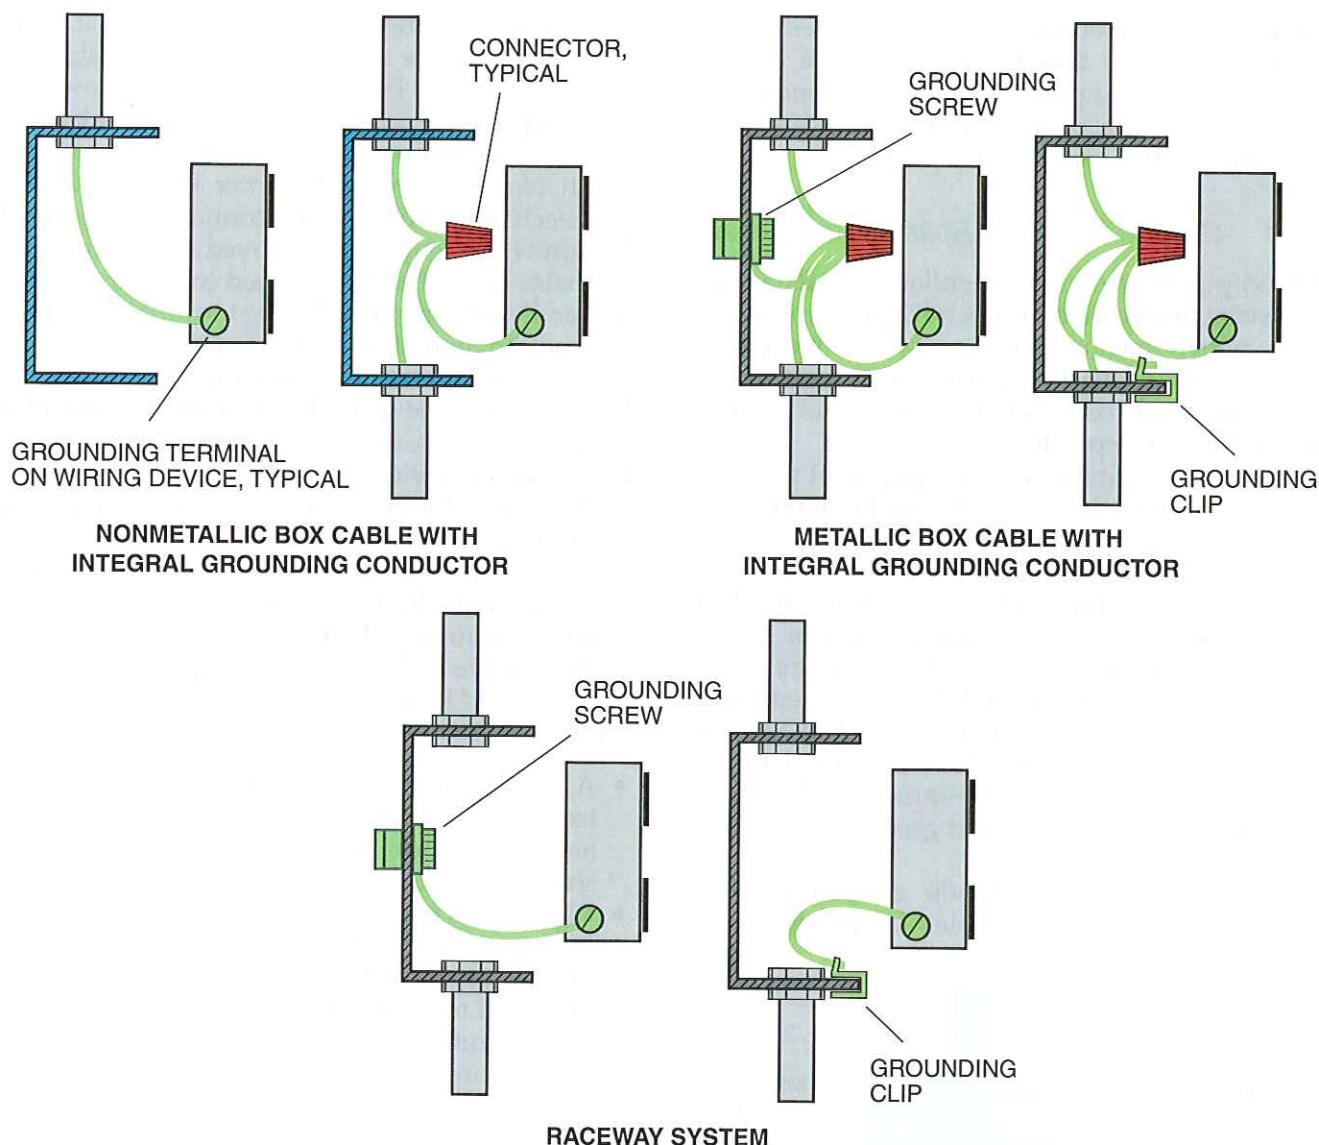 CONNECTOR,
TYPICAL
GROUNDING TERMINAL
ON WIRING DEVICE, TYPICAL
NONMETALLIC BOX CABLE WITH
INTEGRAL GROUNDING CONDUCTOR
GROUNDING
SCREW
GROUNDING
CLIP
METALLIC BOX CABLE WITH
INTEGRAL GROUNDING CONDUCTOR
GROUNDING
SCREW
GROUNDING
CLIP
RACEWAY SYSTEM